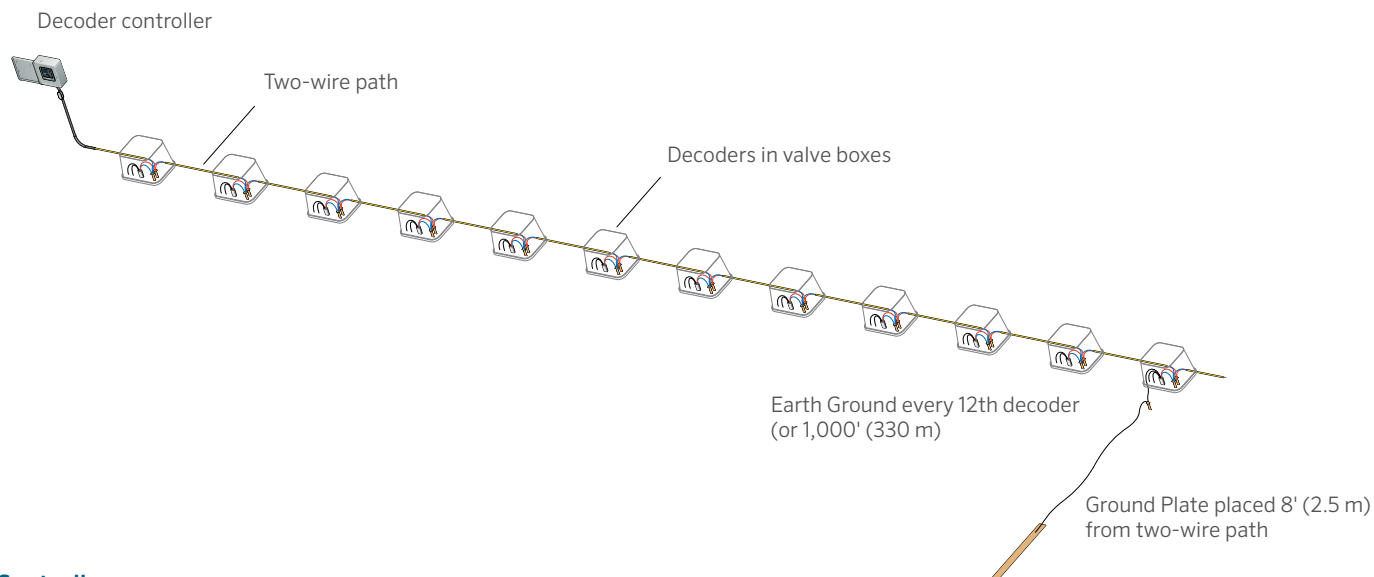 Decoder controller
Two-wire path
Decoders in valve boxes
Earth Ground every 12th decoder
(or 1,000' (330 m)
Ground Plate placed 8' (2.5 m)
from two-wire path